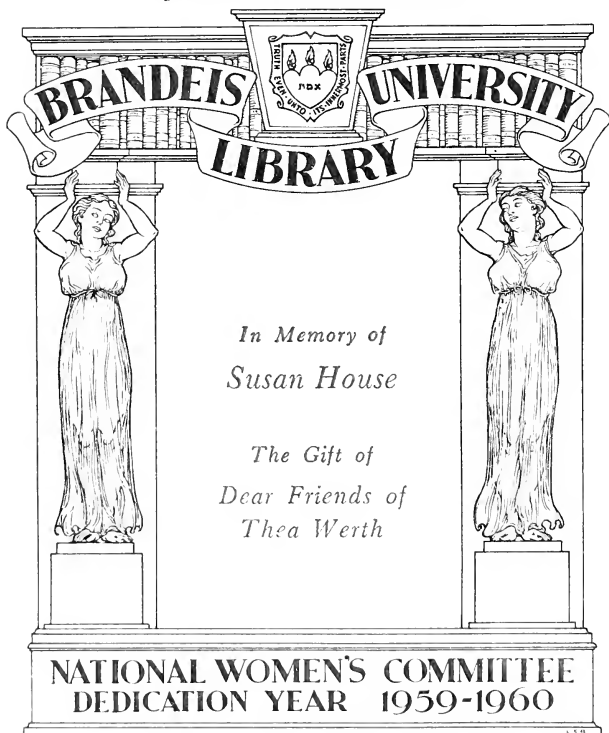 TRUTH EVEN UNTO ITS INNERMOST PARTS
אמת
BRANDEIS UNIVERSITY
LIBRARY
In Memory of
Susan House
The Gift of
Dear Friends of
Thea Werth
NATIONAL WOMEN'S COMMITTEE
DEDICATION YEAR 1959-1960